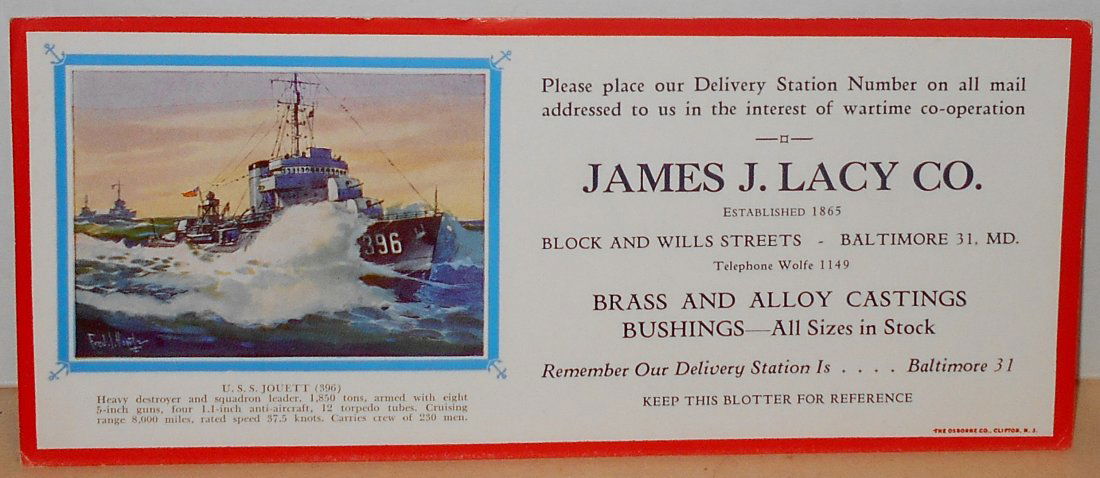 396
U. S. S. JOUETT (396)
Heavy destroyer and squadron leader. 1,850 tons, armed with eight
5-inch guns, four 1.1-inch anti-aircraft, 12 torpedo tubes. Cruising
range 8,000 miles, rated speed 37.5 knots. Carries crew of 230 men.
Please place our Delivery Station Number on all mail
addressed to us in the interest of wartime co-operation
JAMES J. LACY CO.
ESTABLISHED 1865
BLOCK AND WILLS STREETS - BALTIMORE 31, MD.
Telephone Wolfe 1149
BRASS AND ALLOY CASTINGS
BUSHINGS—All Sizes in Stock
Remember Our Delivery Station Is . . . . Baltimore 31
KEEP THIS BLOTTER FOR REFERENCE
THE OSBORNE CO., CLIFTON, N. J.